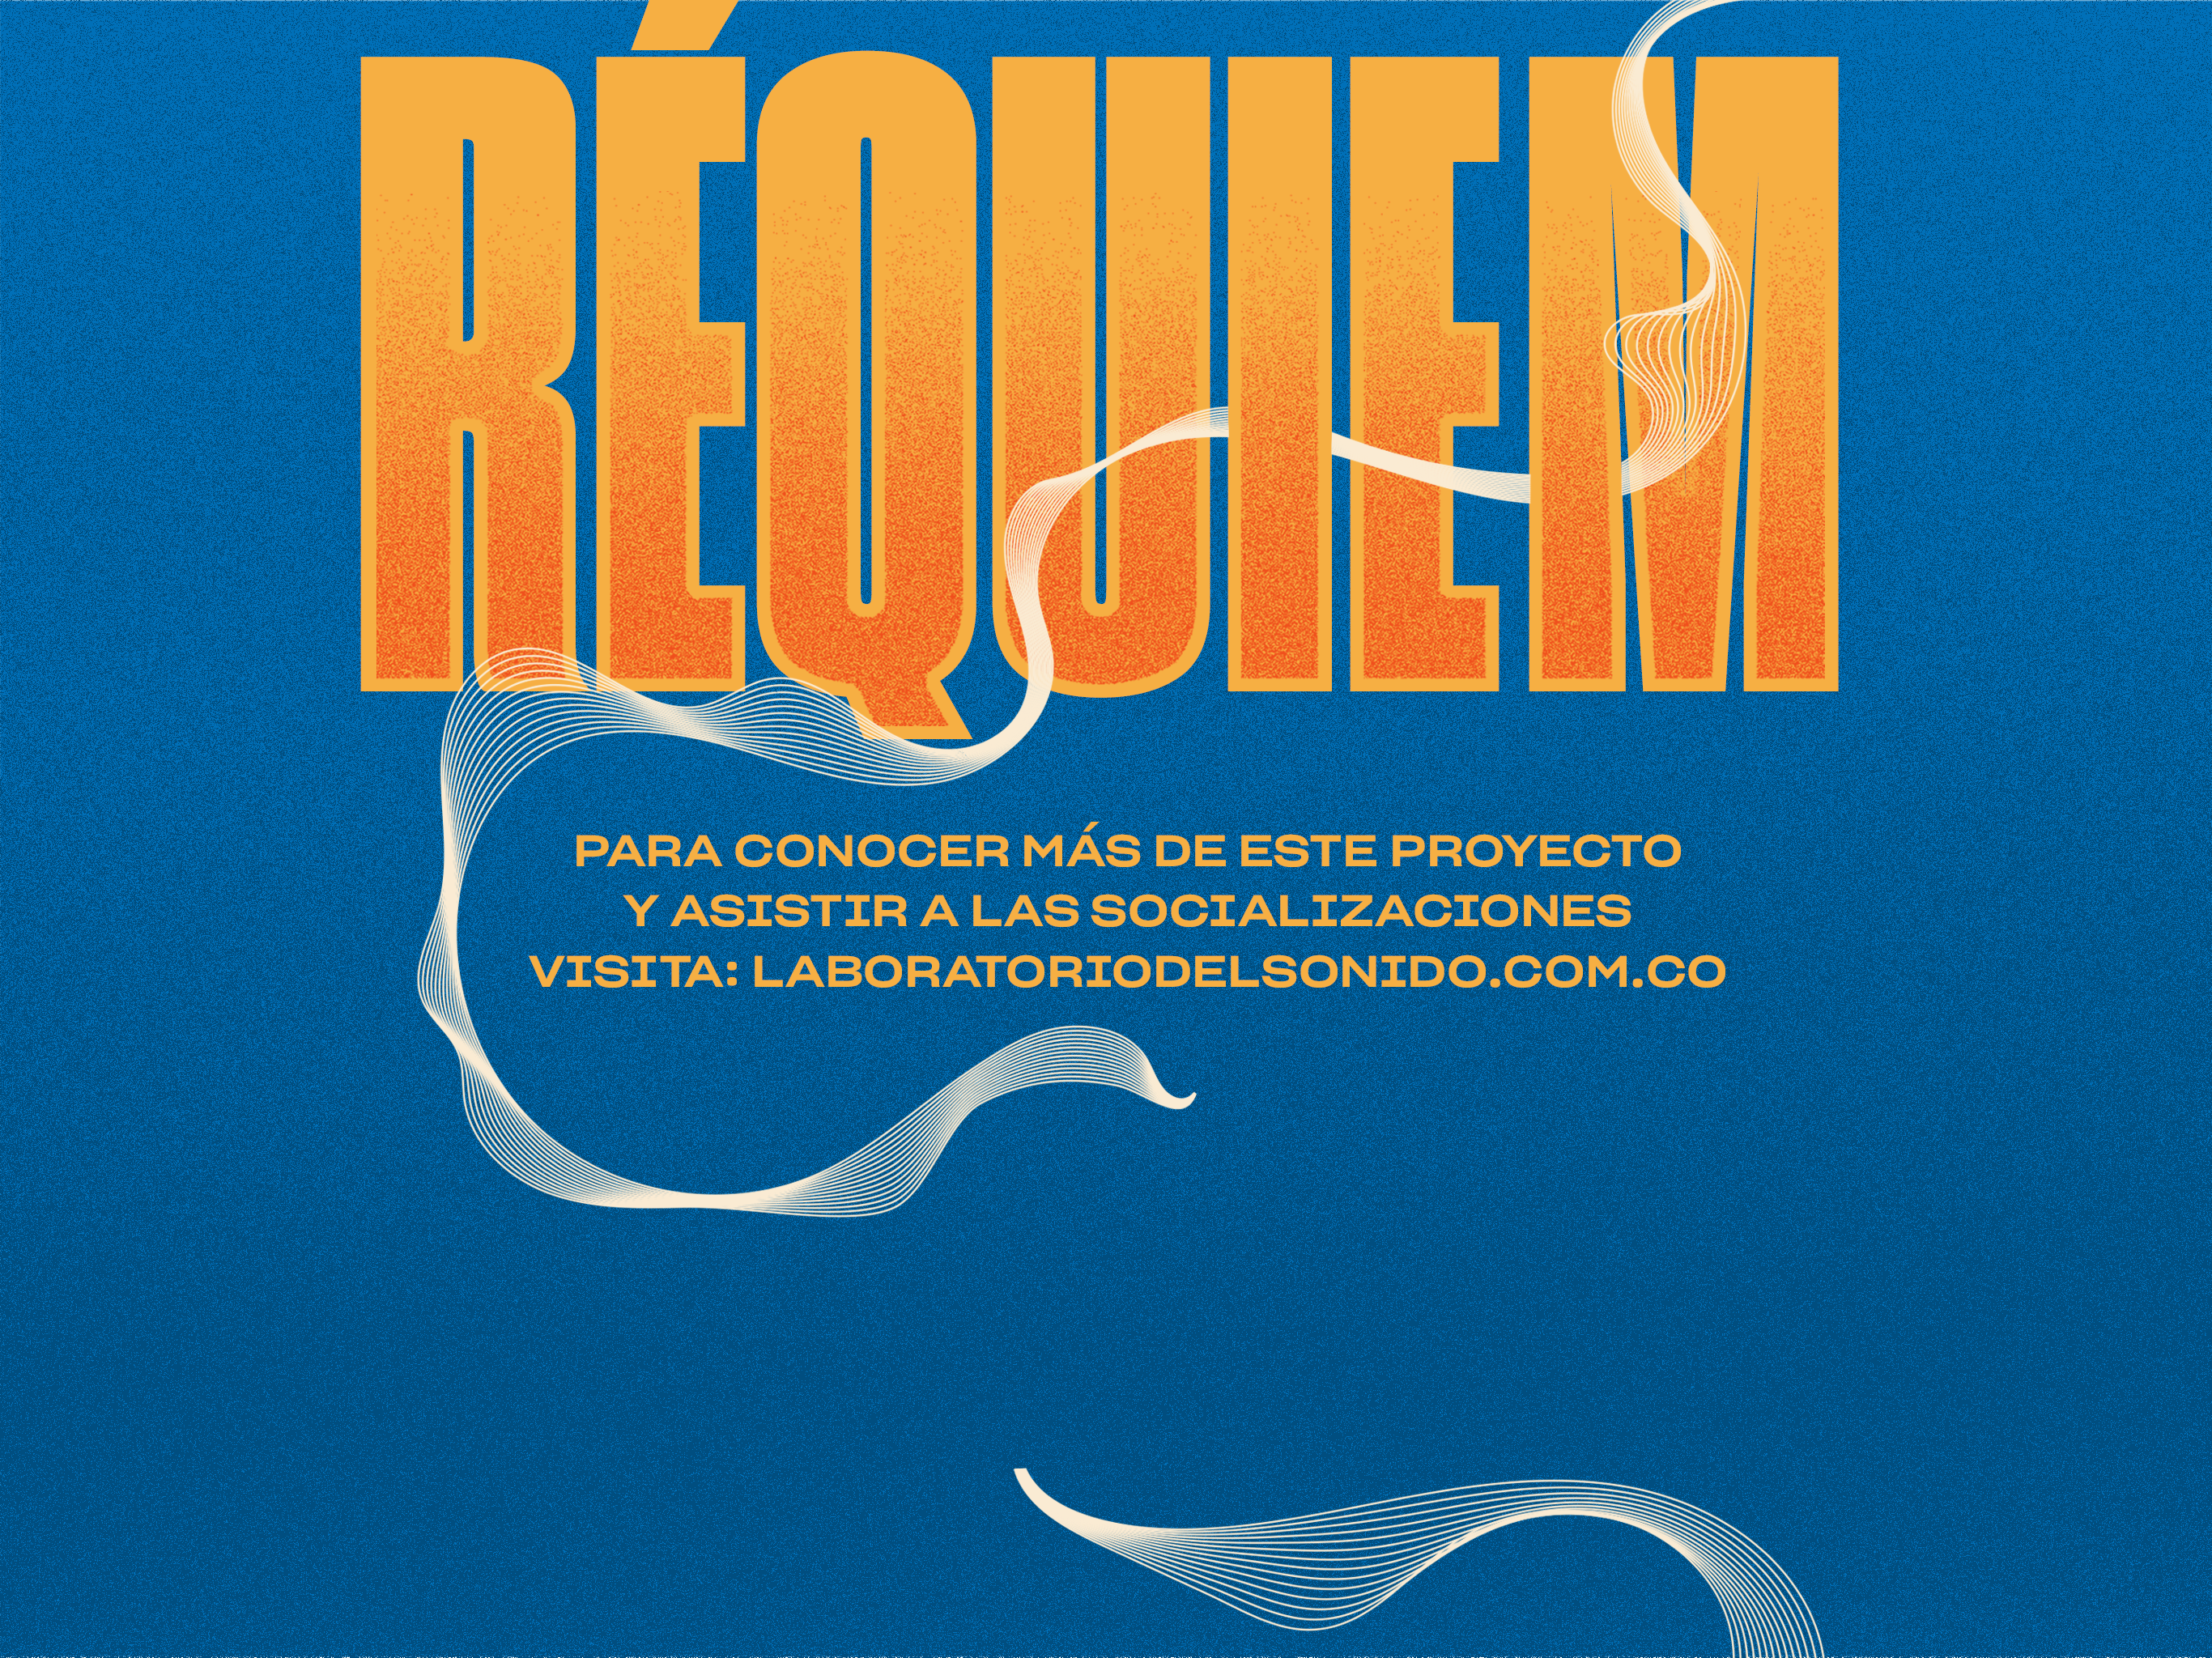 RÉQUIEM
PARA CONOCER MÁS DE ESTE PROYECTO
Y ASISTIR A LAS SOCIALIZACIONES
VISITA: LABORATORIODELSONIDO.COM.CO